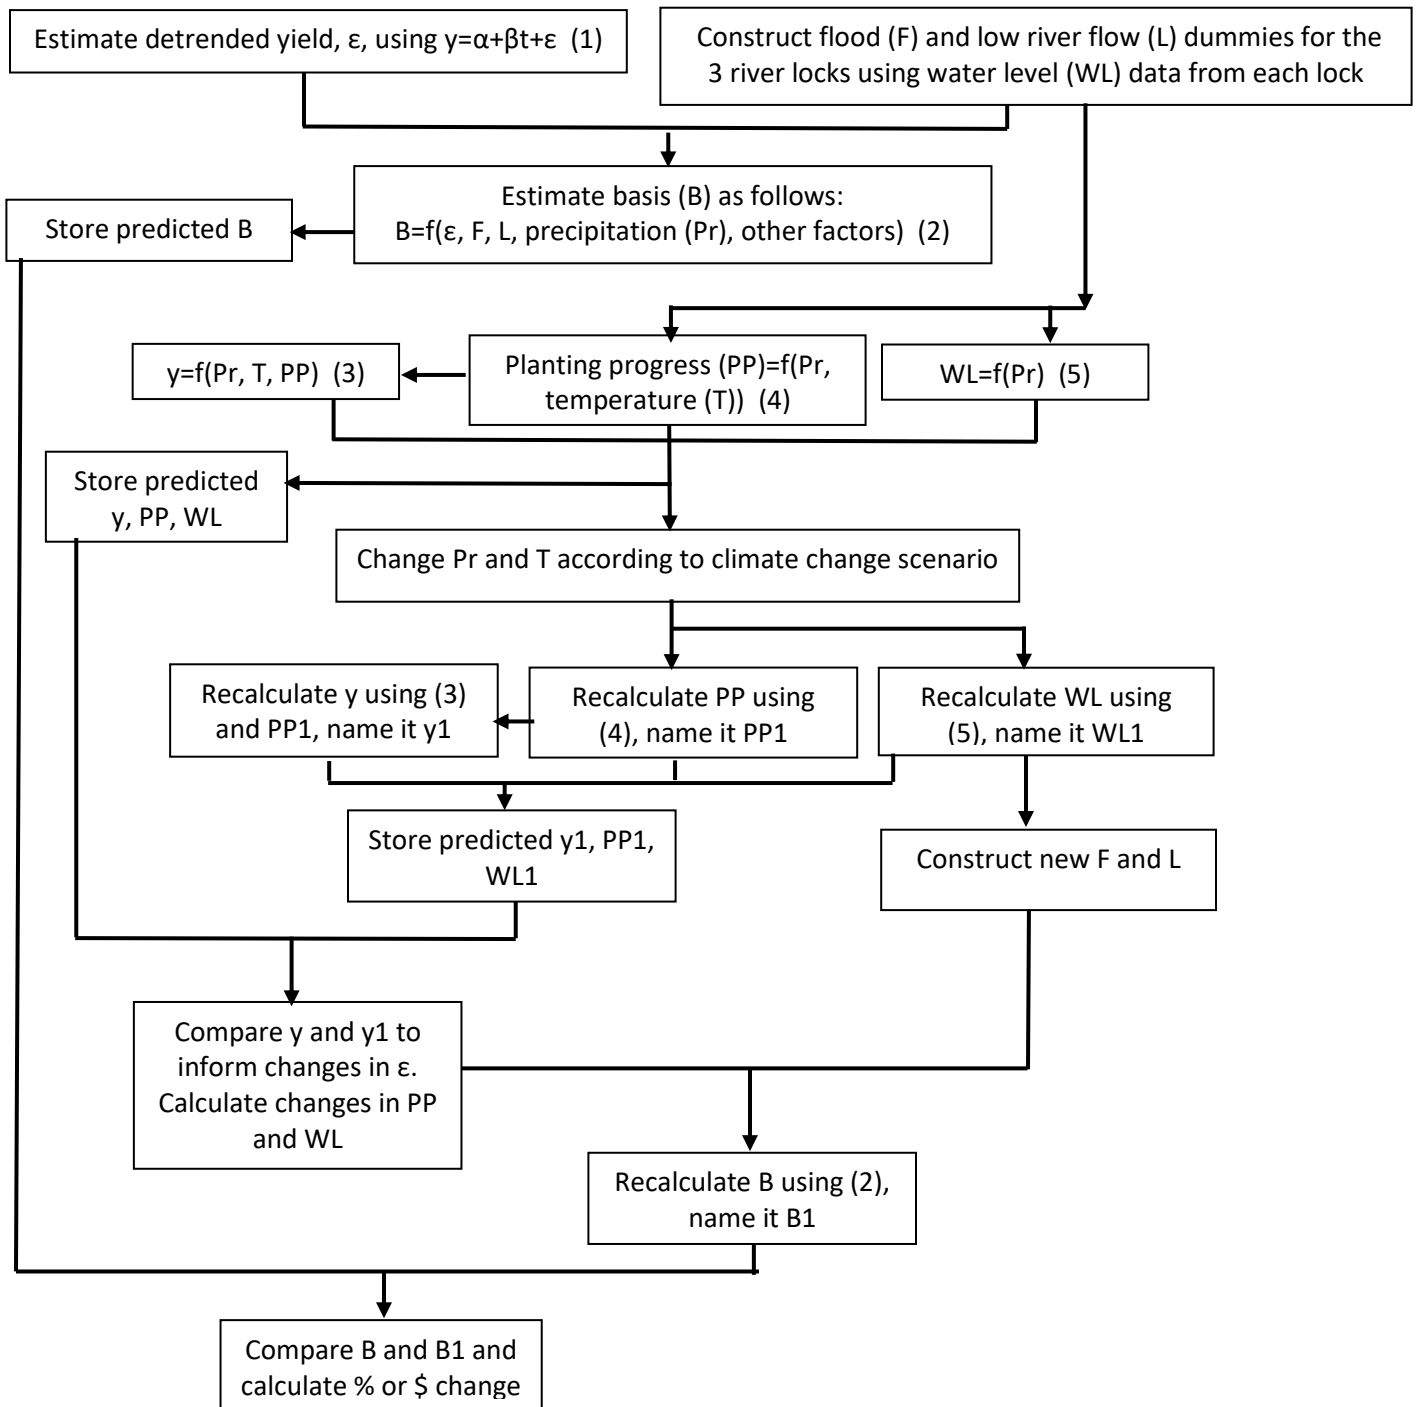 Estimate detrended yield, ε, using y=α+βt+ε (1)
Construct flood (F) and low river flow (L) dummies for the
3 river locks using water level (WL) data from each lock
Estimate basis (B) as follows:
B=f(ε, F, L, precipitation (Pr), other factors) (2)
Store predicted B
y=f(Pr, T, PP) (3)
Planting progress (PP)=f(Pr,
temperature (T)) (4)
WL=f(Pr) (5)
Store predicted
y, PP, WL
Change Pr and T according to climate change scenario
Recalculate y using (3)
and PP1, name it y1
Recalculate PP using
(4), name it PP1
Recalculate WL using
(5), name it WL1
Store predicted y1, PP1,
WL1
Construct new F and L
Compare y and y1 to
inform changes in ε.
Calculate changes in PP
and WL
Recalculate B using (2),
name it B1
Compare B and B1 and
calculate % or $ change